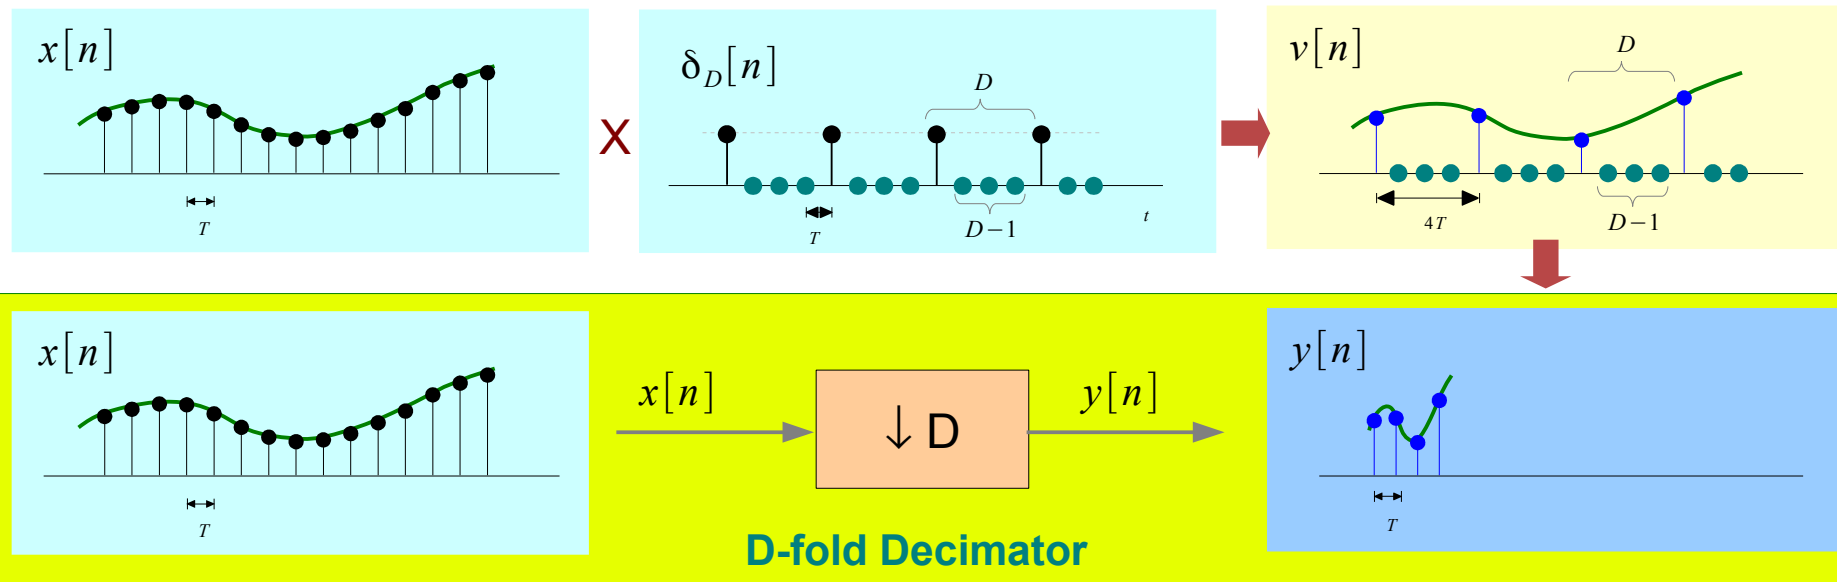 x[n]
T
X
δ_D[n]
D
T
D−1
t
v[n]
D
4T
D−1
x[n]
T
x[n]
↓ D
y[n]
D-fold Decimator
y[n]
T